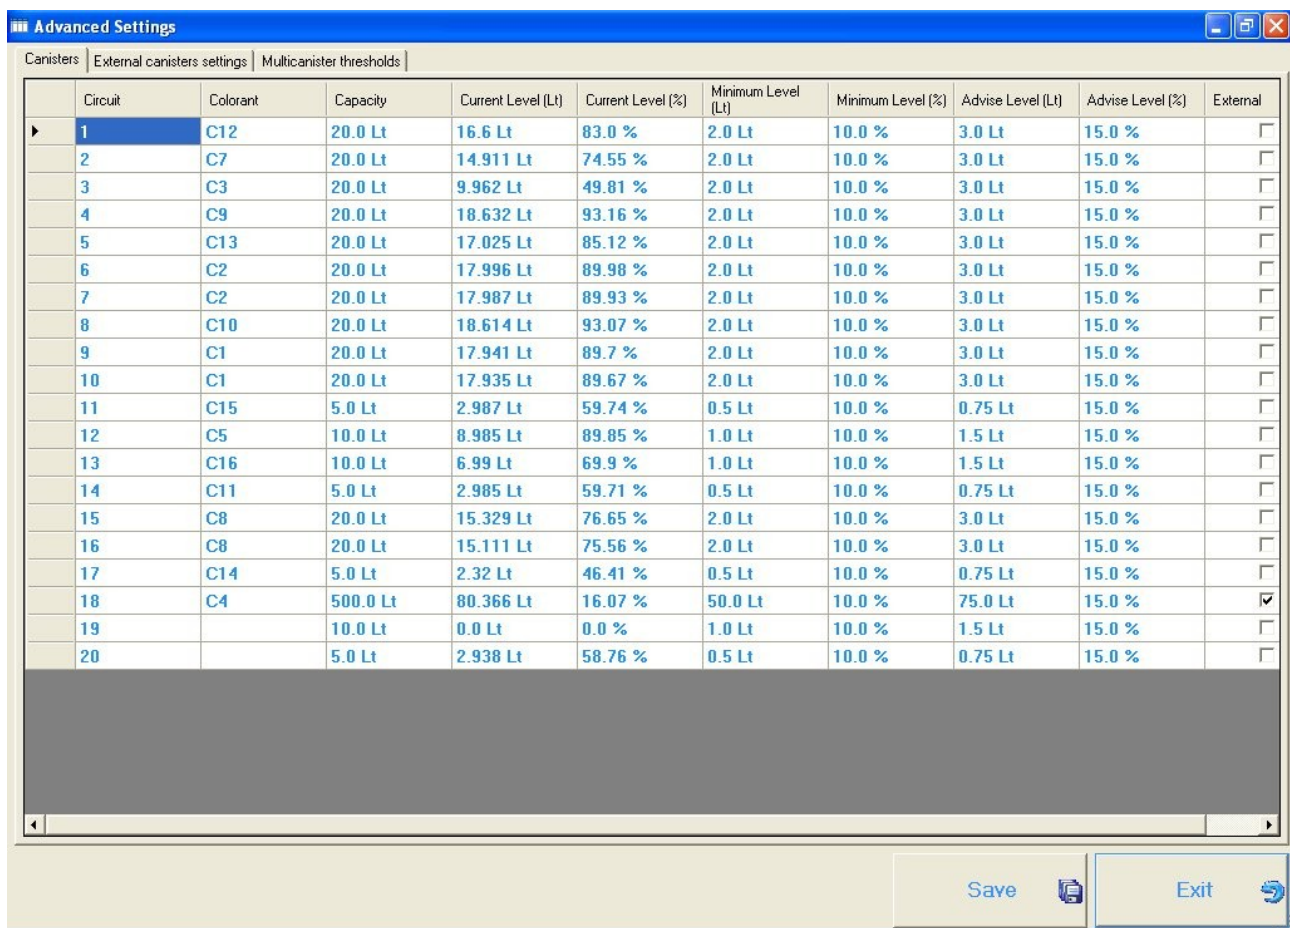 Advanced Settings
Canisters External canisters settings Multicanister thresholds
Circuit Colorant Capacity Current Level (Lt) Current Level (%) Minimum Level (Lt) Minimum Level (%) Advise Level (Lt) Advise Level (%) External
1 C12 20.0 Lt 16.6 Lt 83.0 % 2.0 Lt 10.0 % 3.0 Lt 15.0 %
2 C7 20.0 Lt 14.911 Lt 74.55 % 2.0 Lt 10.0 % 3.0 Lt 15.0 %
3 C3 20.0 Lt 9.962 Lt 49.81 % 2.0 Lt 10.0 % 3.0 Lt 15.0 %
4 C9 20.0 Lt 18.632 Lt 93.16 % 2.0 Lt 10.0 % 3.0 Lt 15.0 %
5 C13 20.0 Lt 17.025 Lt 85.12 % 2.0 Lt 10.0 % 3.0 Lt 15.0 %
6 C2 20.0 Lt 17.996 Lt 89.98 % 2.0 Lt 10.0 % 3.0 Lt 15.0 %
7 C2 20.0 Lt 17.987 Lt 89.93 % 2.0 Lt 10.0 % 3.0 Lt 15.0 %
8 C10 20.0 Lt 18.614 Lt 93.07 % 2.0 Lt 10.0 % 3.0 Lt 15.0 %
9 C1 20.0 Lt 17.941 Lt 89.7 % 2.0 Lt 10.0 % 3.0 Lt 15.0 %
10 C1 20.0 Lt 17.935 Lt 89.67 % 2.0 Lt 10.0 % 3.0 Lt 15.0 %
11 C15 5.0 Lt 2.987 Lt 59.74 % 0.5 Lt 10.0 % 0.75 Lt 15.0 %
12 C5 10.0 Lt 8.985 Lt 89.85 % 1.0 Lt 10.0 % 1.5 Lt 15.0 %
13 C16 10.0 Lt 6.99 Lt 69.9 % 1.0 Lt 10.0 % 1.5 Lt 15.0 %
14 C11 5.0 Lt 2.985 Lt 59.71 % 0.5 Lt 10.0 % 0.75 Lt 15.0 %
15 C8 20.0 Lt 15.329 Lt 76.65 % 2.0 Lt 10.0 % 3.0 Lt 15.0 %
16 C8 20.0 Lt 15.111 Lt 75.56 % 2.0 Lt 10.0 % 3.0 Lt 15.0 %
17 C14 5.0 Lt 2.32 Lt 46.41 % 0.5 Lt 10.0 % 0.75 Lt 15.0 %
18 C4 500.0 Lt 80.366 Lt 16.07 % 50.0 Lt 10.0 % 75.0 Lt 15.0 %
19 10.0 Lt 0.0 Lt 0.0 % 1.0 Lt 10.0 % 1.5 Lt 15.0 %
20 5.0 Lt 2.938 Lt 58.76 % 0.5 Lt 10.0 % 0.75 Lt 15.0 %
Save Exit